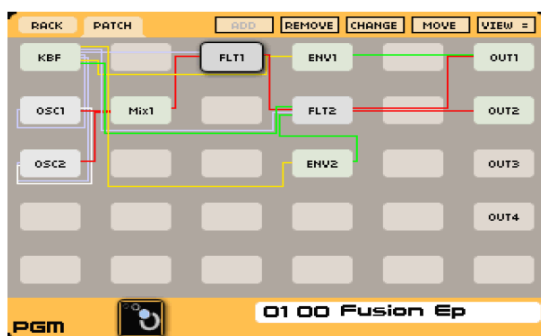 RACK PATCH ADD REMOVE CHANGE MOVE VIEW =
KBF FLT1 ENV1 OUT1
OSC1 Mix1 FLT2 OUT2
OSC2 ENV2 OUT3
OUT4
PGM 01 00 Fusion Ep